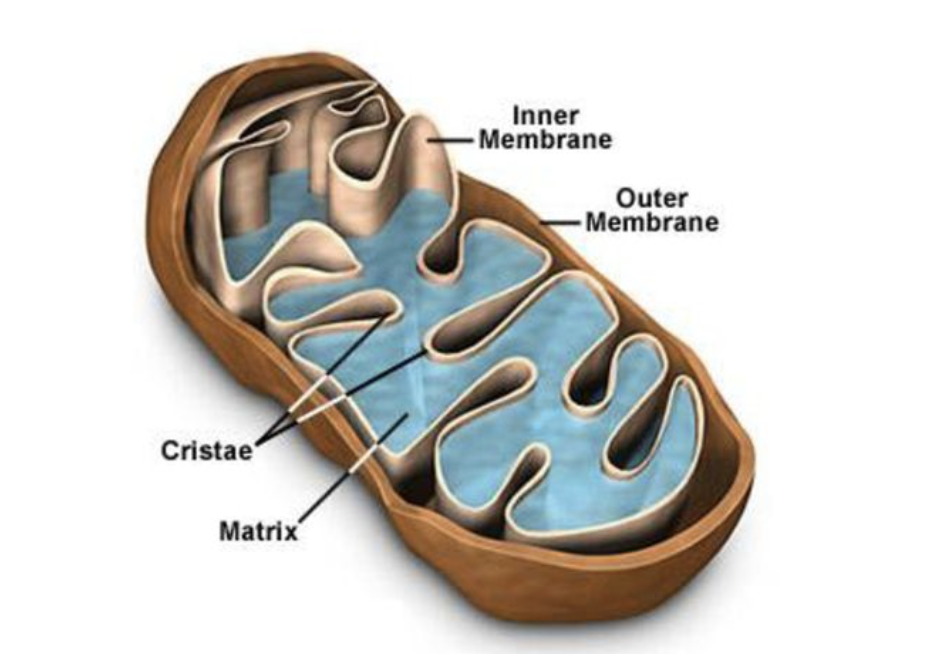 Inner
Membrane
Outer
Membrane
Cristae
Matrix